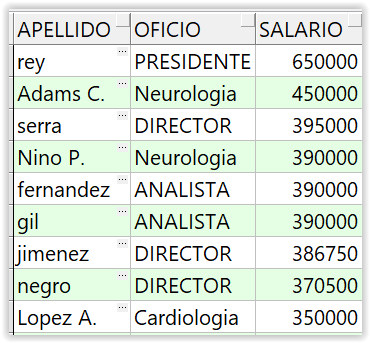 APELLIDO OFICIO SALARIO
rey PRESIDENTE 650000
Adams C. Neurologia 450000
serra DIRECTOR 395000
Nino P. Neurologia 390000
fernandez ANALISTA 390000
gil ANALISTA 390000
jimenez DIRECTOR 386750
negro DIRECTOR 370500
Lopez A. Cardiologia 350000